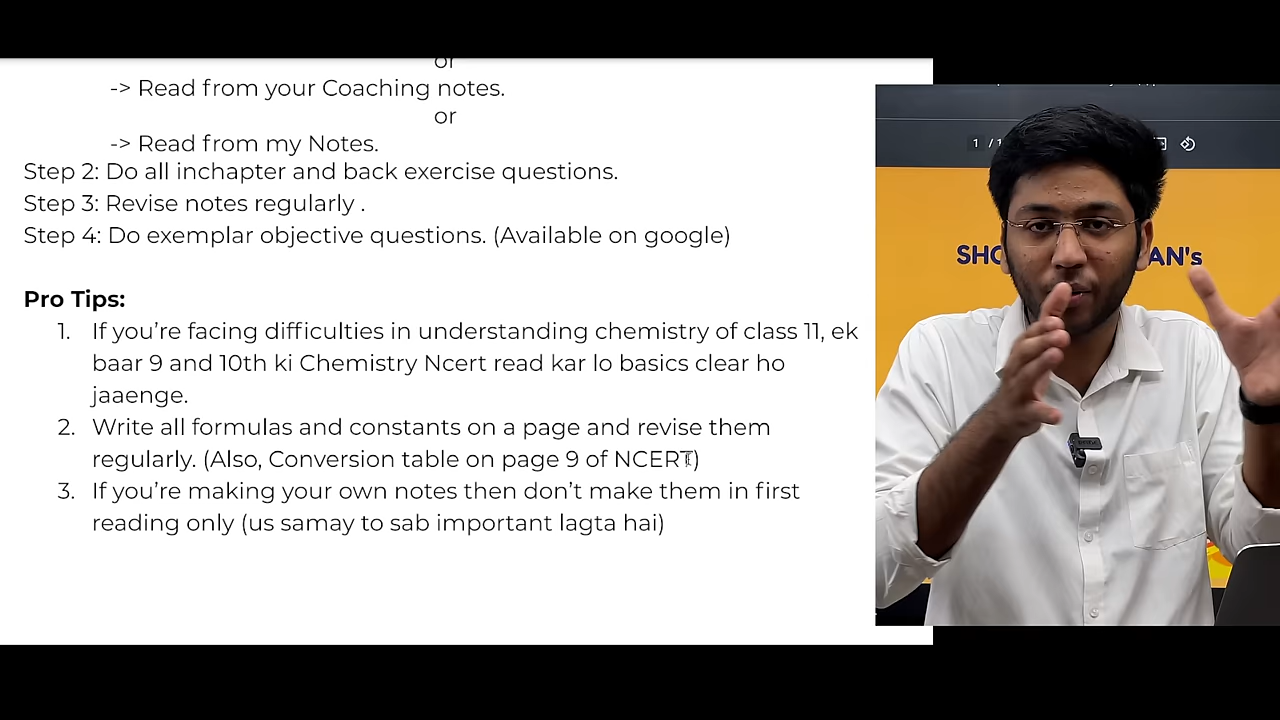 or
-> Read from your Coaching notes.
or
-> Read from my Notes.
Step 2: Do all inchapter and back exercise questions.
Step 3: Revise notes regularly .
Step 4: Do exemplar objective questions. (Available on google)
Pro Tips:
1. If you're facing difficulties in understanding chemistry of class 11, ek
baar 9 and 10th ki Chemistry Ncert read kar lo basics clear ho
jaaenge.
2. Write all formulas and constants on a page and revise them
regularly. (Also, Conversion table on page 9 of NCERT)
3. If you're making your own notes then don't make them in first
reading only (us samay to sab important lagta hai)
1 / 1
SHO
AN's